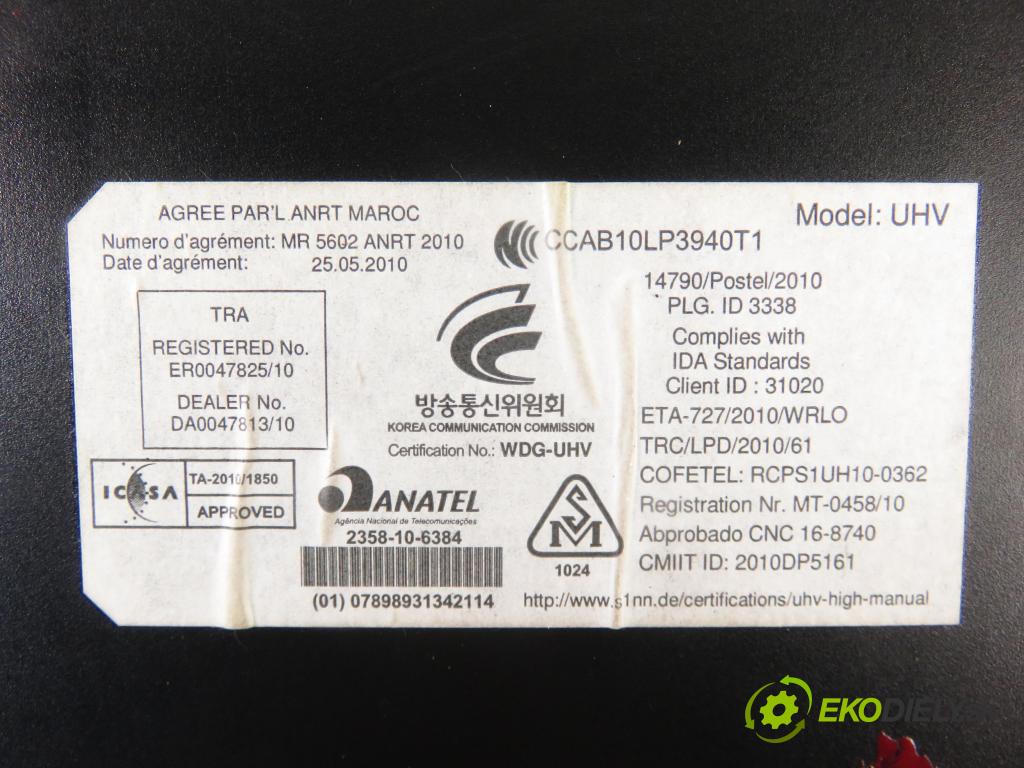 AGREE PAR'L ANRT MAROC
Numero d'agrément: MR 5602 ANRT 2010
Date d'agrément: 25.05.2010
TRA
REGISTERED No.
ER0047825/10
DEALER No.
DA0047813/10
ICASA
TA-2010/1850
APPROVED
CCAB10LP3940T1
방송통신위원회
KOREA COMMUNICATION COMMISSION
Certification No.: WDG-UHV
ANATEL
Agência Nacional de Telecomunicações
2358-10-6384
(01) 07898931342114
SM
1024
Model: UHV
14790/Postel/2010
PLG. ID 3338
Complies with
IDA Standards
Client ID : 31020
ETA-727/2010/WRLO
TRC/LPD/2010/61
COFETEL: RCPS1UH10-0362
Registration Nr. MT-0458/10
Aprobado CNC 16-8740
CMIIT ID: 2010DP5161
http://www.s1nn.de/certifications/uhv-high-manual
EKODIELY